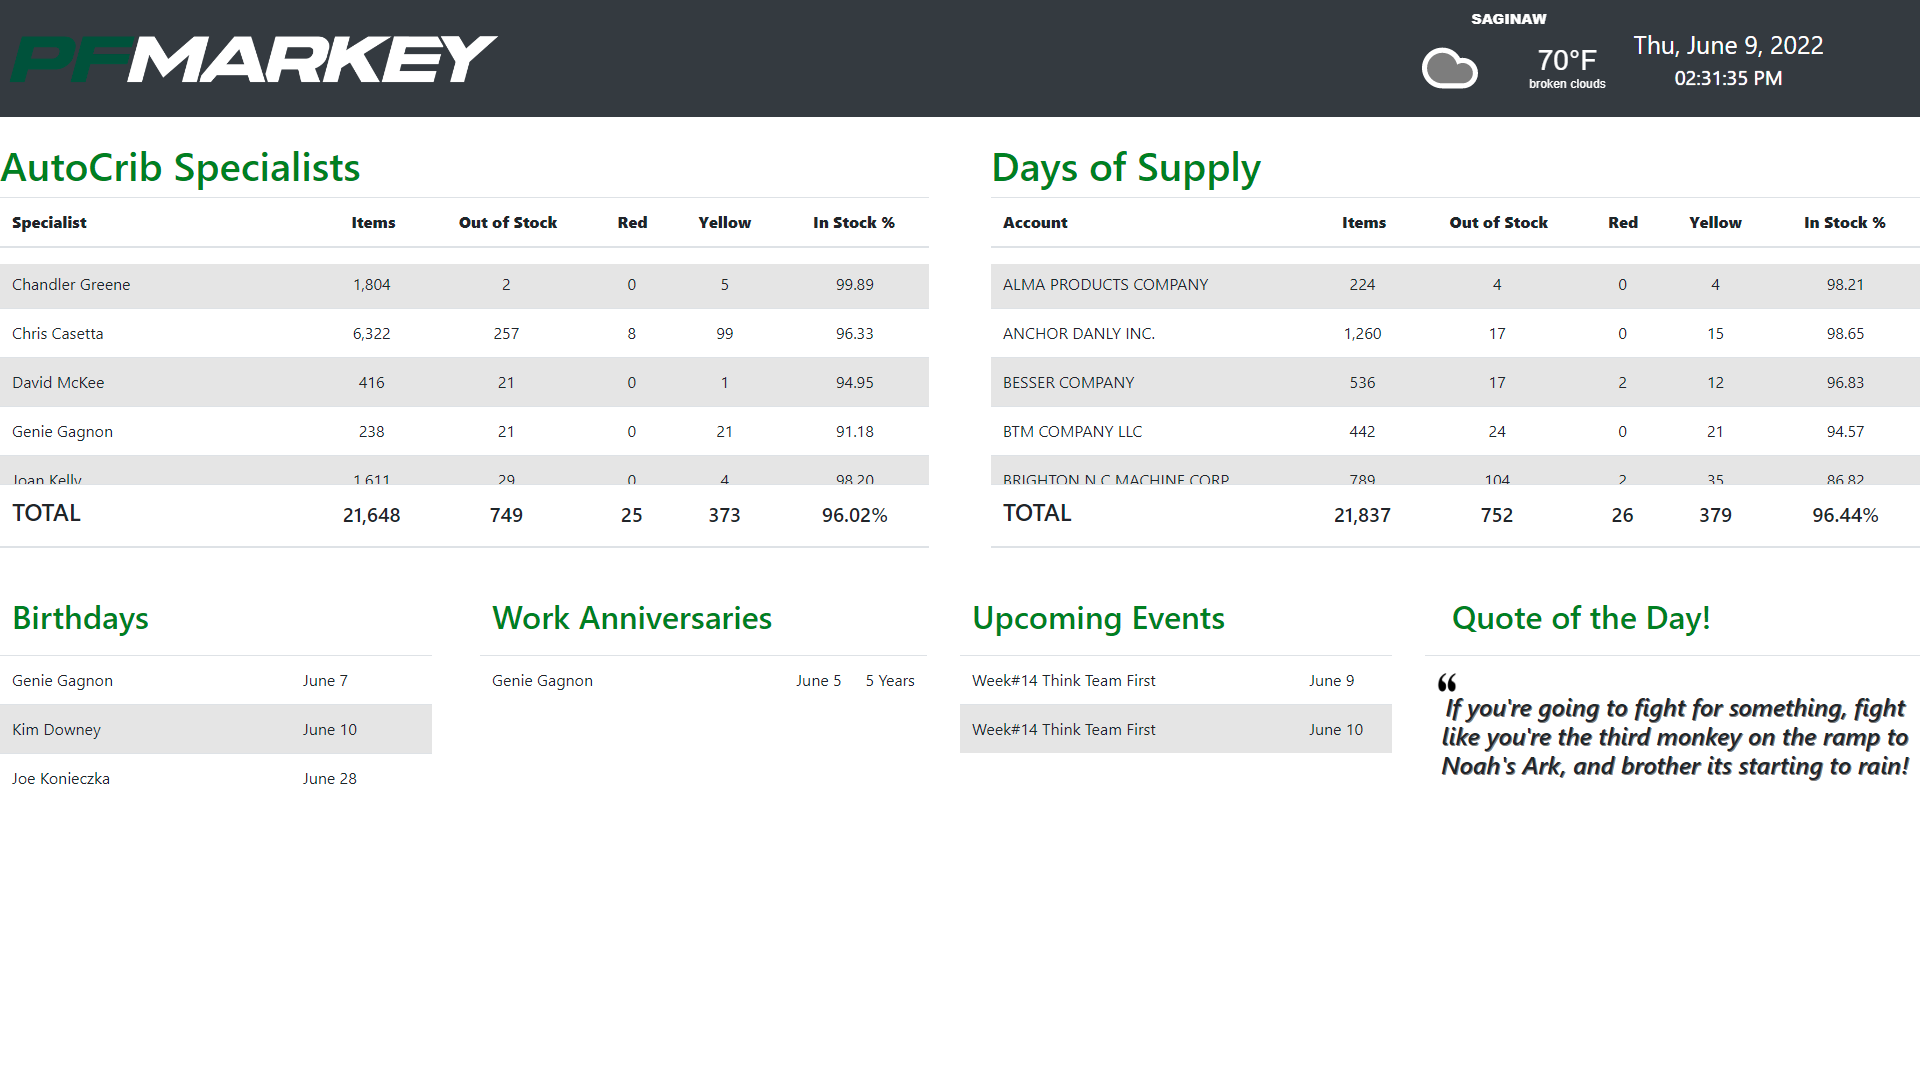 PFMARKEY
SAGINAW
70°F
broken clouds
Thu, June 9, 2022
02:31:35 PM
AutoCrib Specialists
Specialist Items Out of Stock Red Yellow In Stock %
Chandler Greene 1,804 2 0 5 99.89
Chris Casetta 6,322 257 8 99 96.33
David McKee 416 21 0 1 94.95
Genie Gagnon 238 21 0 21 91.18
Joan Kelly 1,611 29 0 4 98.20
TOTAL 21,648 749 25 373 96.02%
Days of Supply
Account Items Out of Stock Red Yellow In Stock %
ALMA PRODUCTS COMPANY 224 4 0 4 98.21
ANCHOR DANLY INC. 1,260 17 0 15 98.65
BESSER COMPANY 536 17 2 12 96.83
BTM COMPANY LLC 442 24 0 21 94.57
BRIGHTON N C MACHINE CORP 789 104 2 35 86.82
TOTAL 21,837 752 26 379 96.44%
Birthdays
Genie Gagnon June 7
Kim Downey June 10
Joe Konieczka June 28
Work Anniversaries
Genie Gagnon June 5 5 Years
Upcoming Events
Week#14 Think Team First June 9
Week#14 Think Team First June 10
Quote of the Day!
“
If you're going to fight for something, fight
like you're the third monkey on the ramp to
Noah's Ark, and brother its starting to rain!